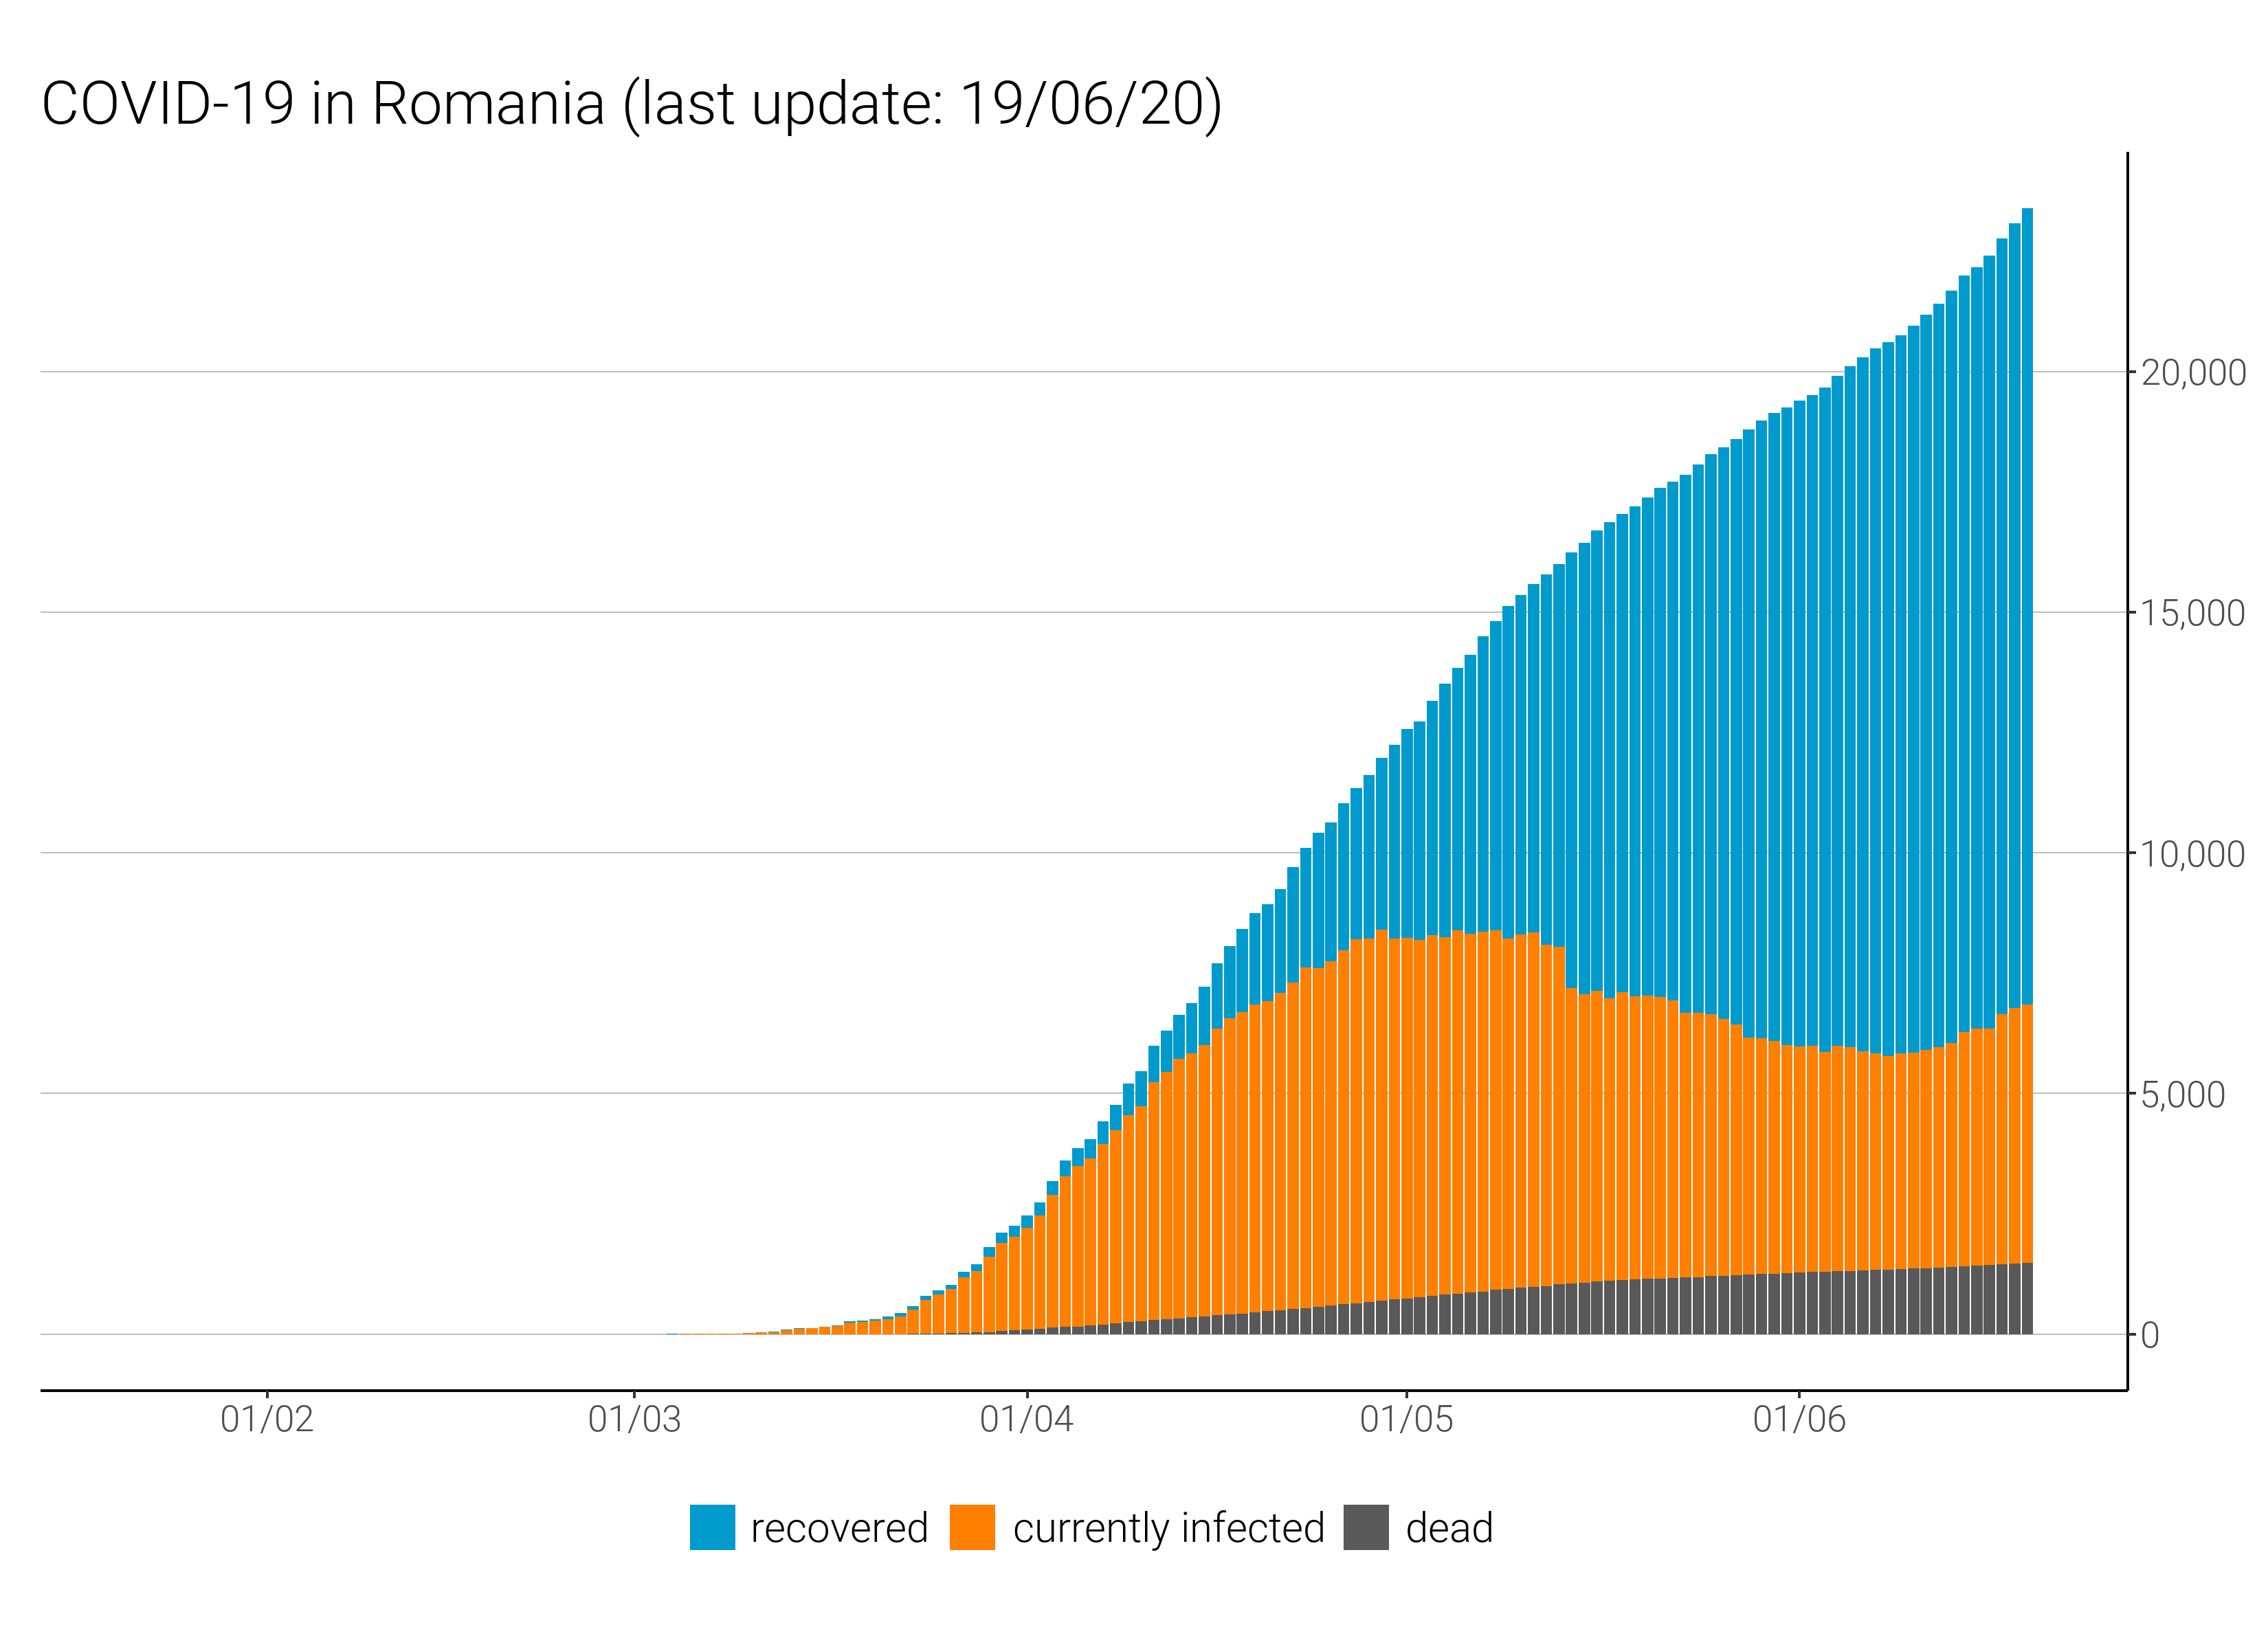 COVID-19 in Romania (last update: 19/06/20)
20,000
15,000
10,000
5,000
0
01/02 01/03 01/04 01/05 01/06
recovered currently infected dead